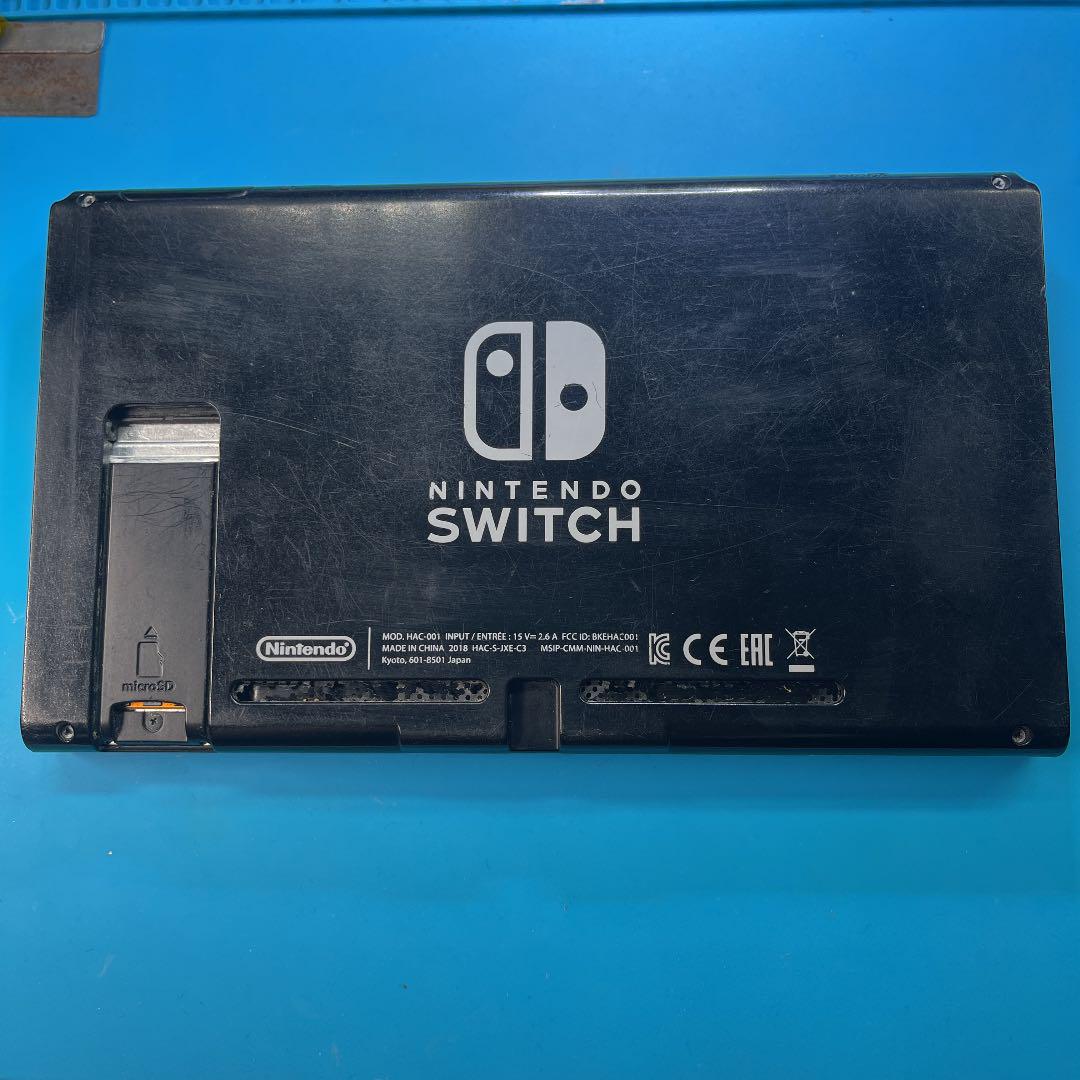 NINTENDO
SWITCH
Nintendo
MOD. HAC-001 INPUT / ENTRÉE : 15 V⎓ 2.6 A FCC ID: BKEHAC001
MADE IN CHINA 2018 HAC-S-JXE-C3 MSIP-CMM-NIN-HAC-001
Kyoto, 601-8501 Japan
CE EAC
microSD